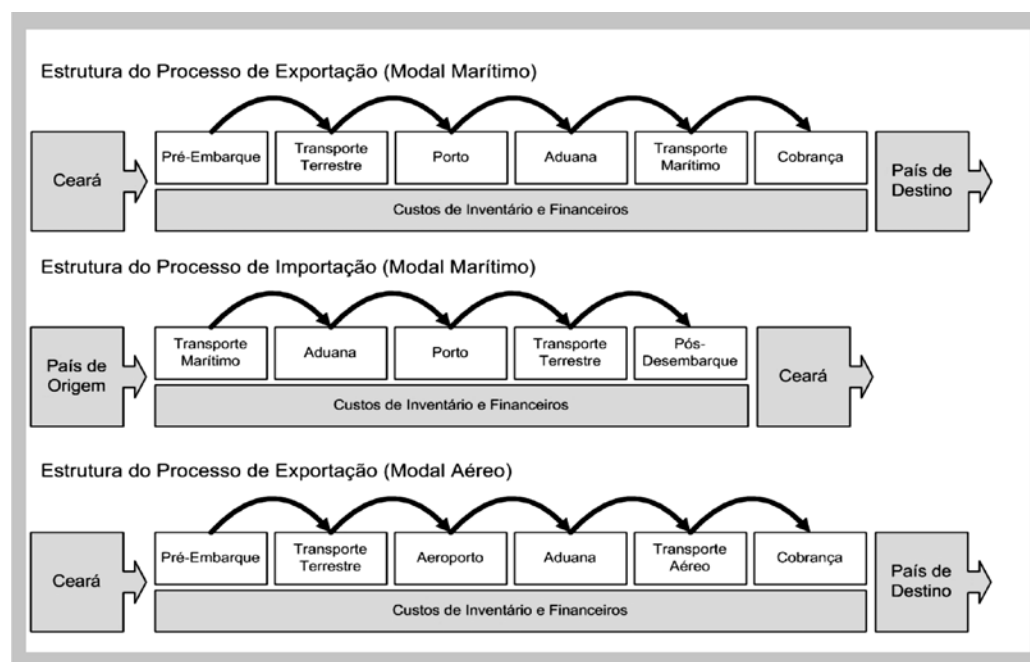 Estrutura do Processo de Exportação (Modal Marítimo)
Ceará
Pré-Embarque
Transporte
Terrestre
Porto
Aduana
Transporte
Marítimo
Cobrança
Custos de Inventário e Financeiros
País de
Destino
Estrutura do Processo de Importação (Modal Marítimo)
País de
Origem
Transporte
Marítimo
Aduana
Porto
Transporte
Terrestre
Pós-
Desembarque
Custos de Inventário e Financeiros
Ceará
Estrutura do Processo de Exportação (Modal Aéreo)
Ceará
Pré-Embarque
Transporte
Terrestre
Aeroporto
Aduana
Transporte
Aéreo
Cobrança
Custos de Inventário e Financeiros
País de
Destino